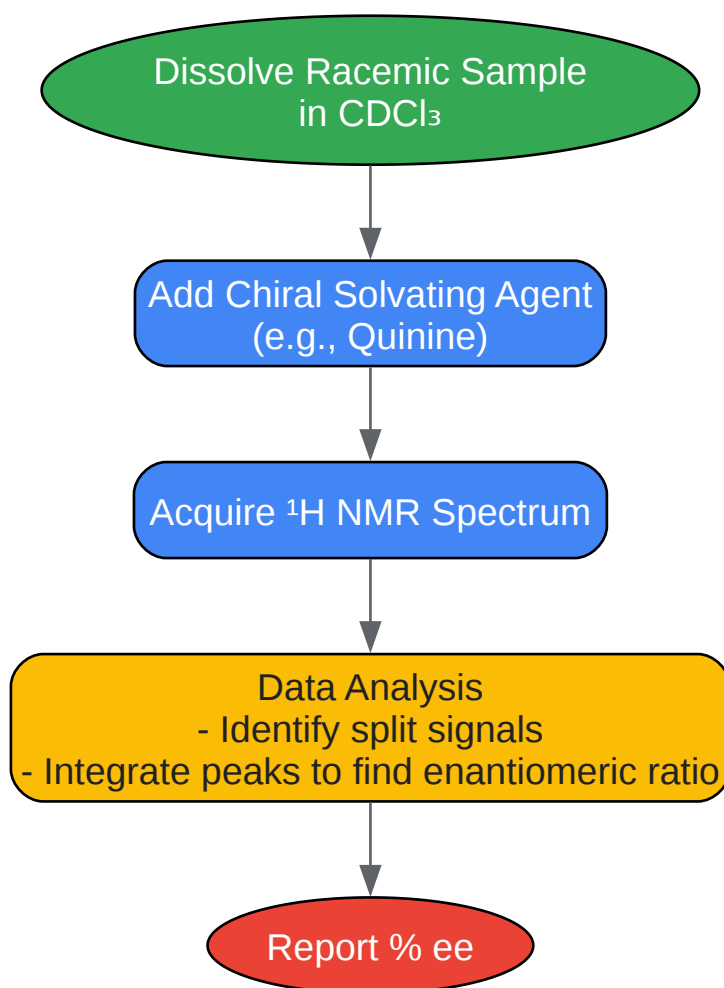 Dissolve Racemic Sample
in CDCl₃
Add Chiral Solvating Agent
(e.g., Quinine)
Acquire ¹H NMR Spectrum
Data Analysis
- Identify split signals
- Integrate peaks to find enantiomeric ratio
Report % ee